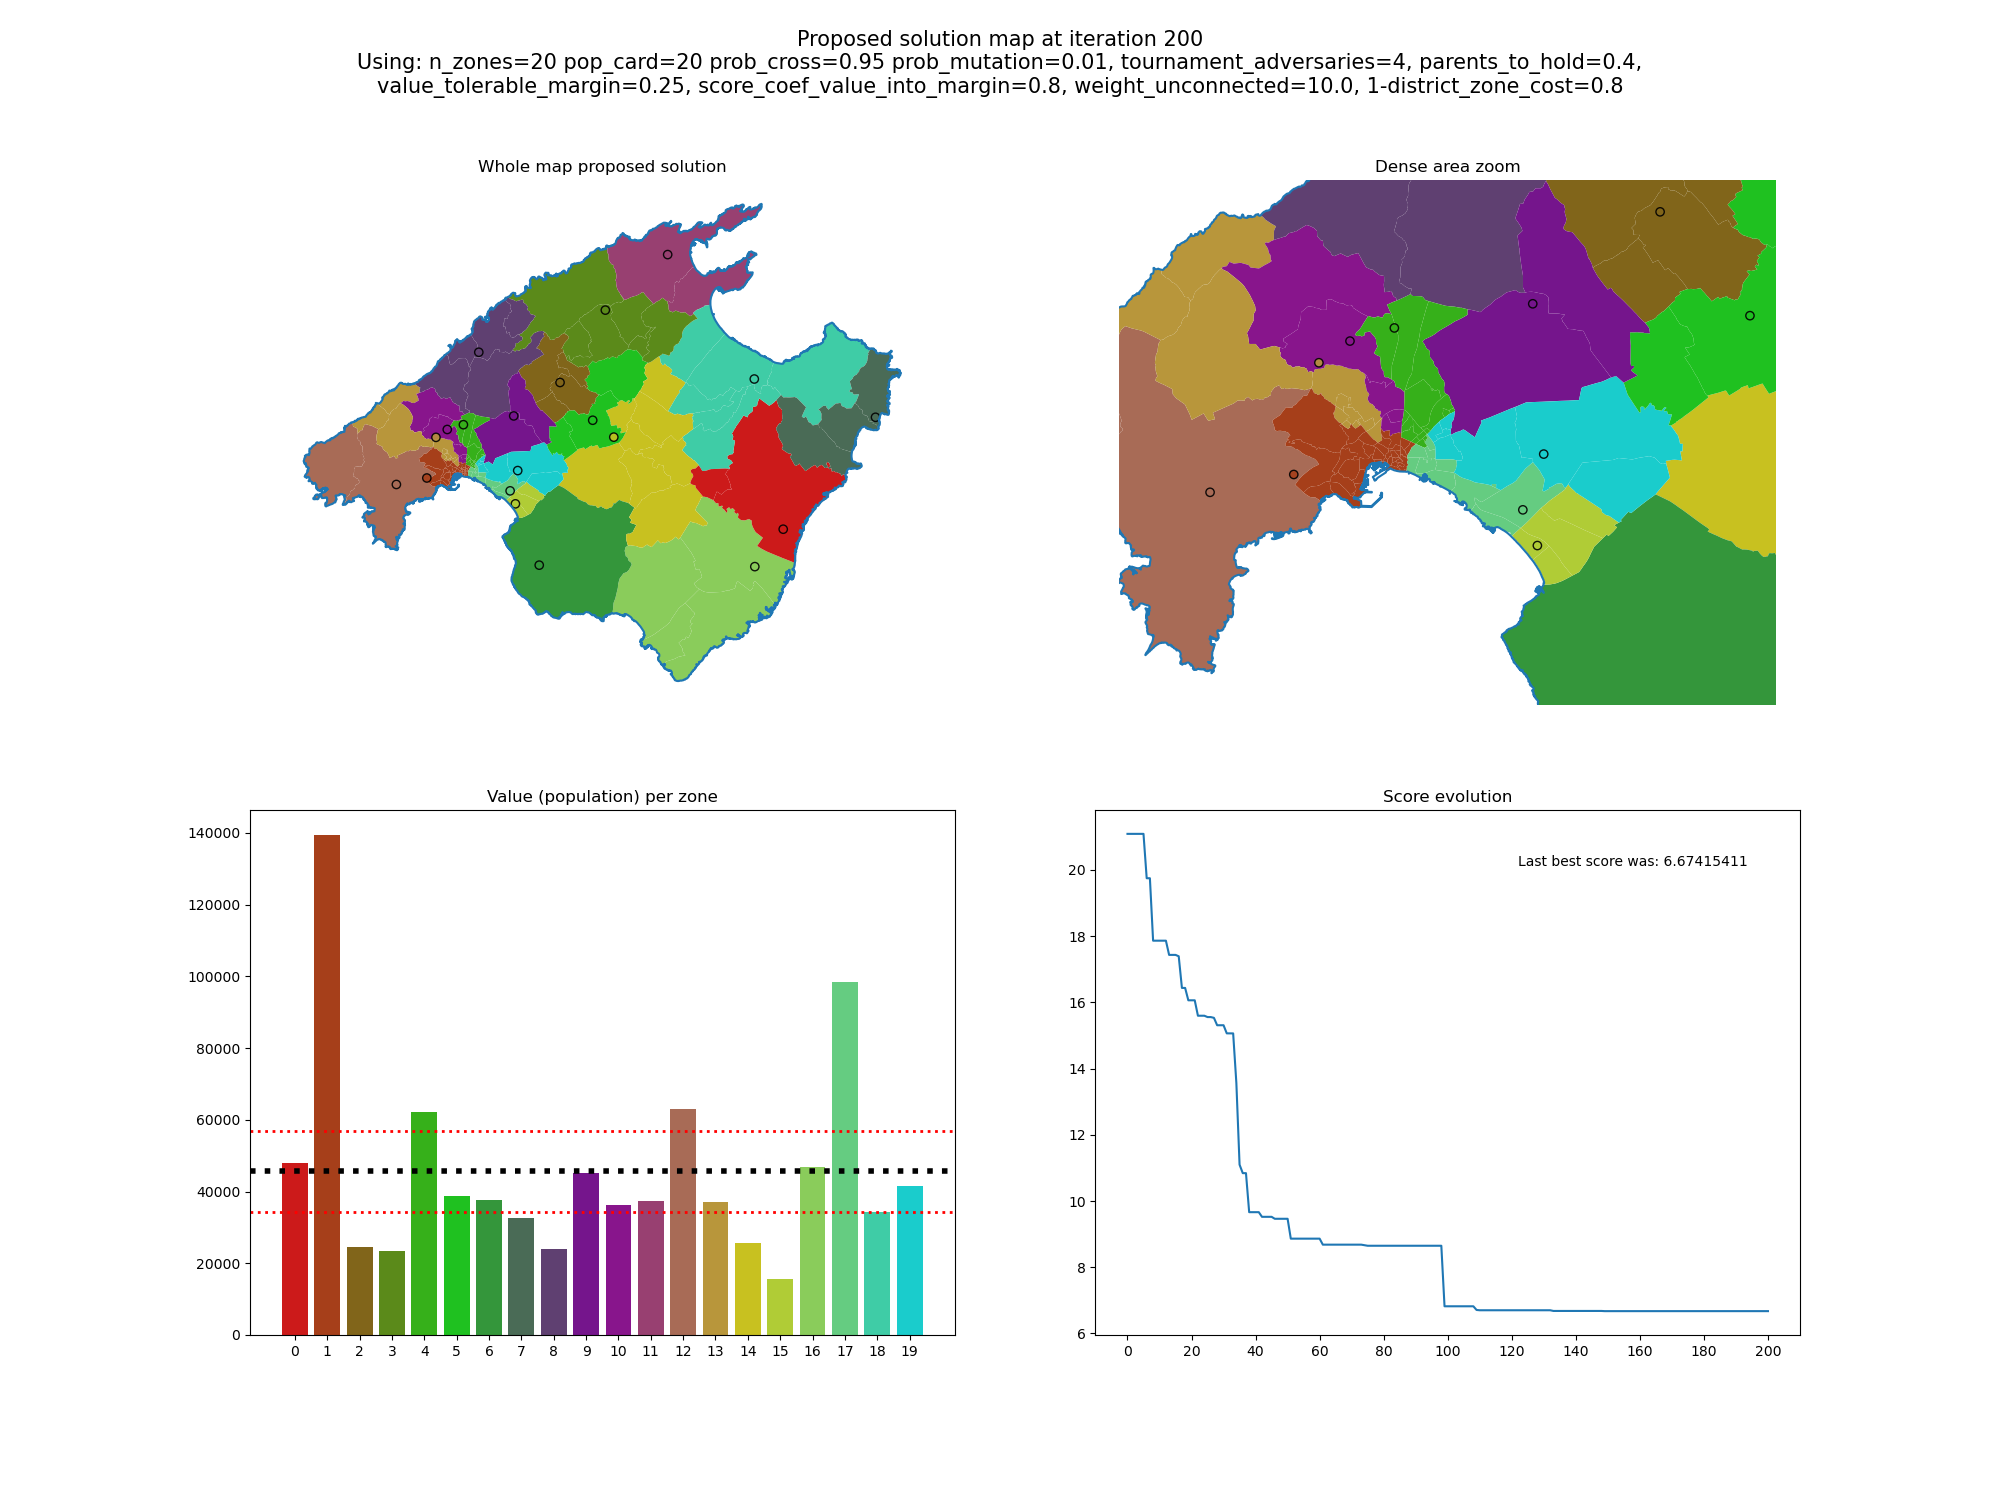 Proposed solution map at iteration 200
Using: n_zones=20 pop_card=20 prob_cross=0.95 prob_mutation=0.01, tournament_adversaries=4, parents_to_hold=0.4,
value_tolerable_margin=0.25, score_coef_value_into_margin=0.8, weight_unconnected=10.0, 1-district_zone_cost=0.8
Whole map proposed solution
Dense area zoom
Value (population) per zone
140000
120000
100000
80000
60000
40000
20000
0
0 1 2 3 4 5 6 7 8 9 10 11 12 13 14 15 16 17 18 19
Score evolution
Last best score was: 6.67415411
20
18
16
14
12
10
8
6
0 20 40 60 80 100 120 140 160 180 200